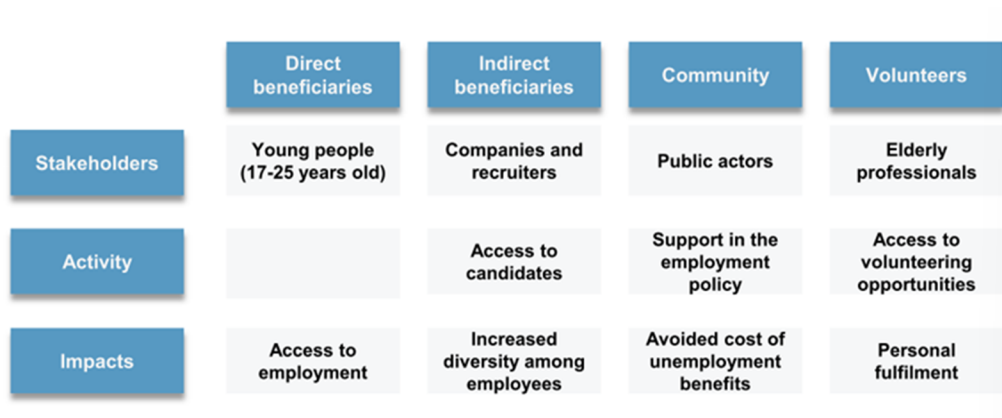 Direct
beneficiaries
Indirect
beneficiaries
Community
Volunteers
Stakeholders
Young people
(17-25 years old)
Companies and
recruiters
Public actors
Elderly
professionals
Activity
Access to
candidates
Support in the
employment
policy
Access to
volunteering
opportunities
Impacts
Access to
employment
Increased
diversity among
employees
Avoided cost of
unemployment
benefits
Personal
fulfilment